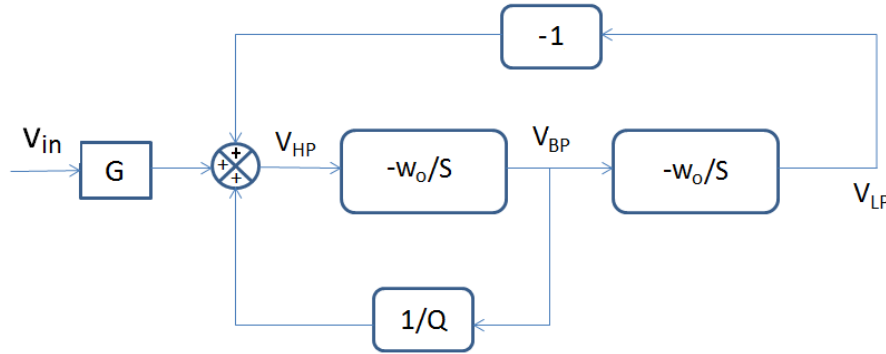 -1
Vin
G
+
+
+
VHP
-wo/S
VBP
-wo/S
VLP
1/Q